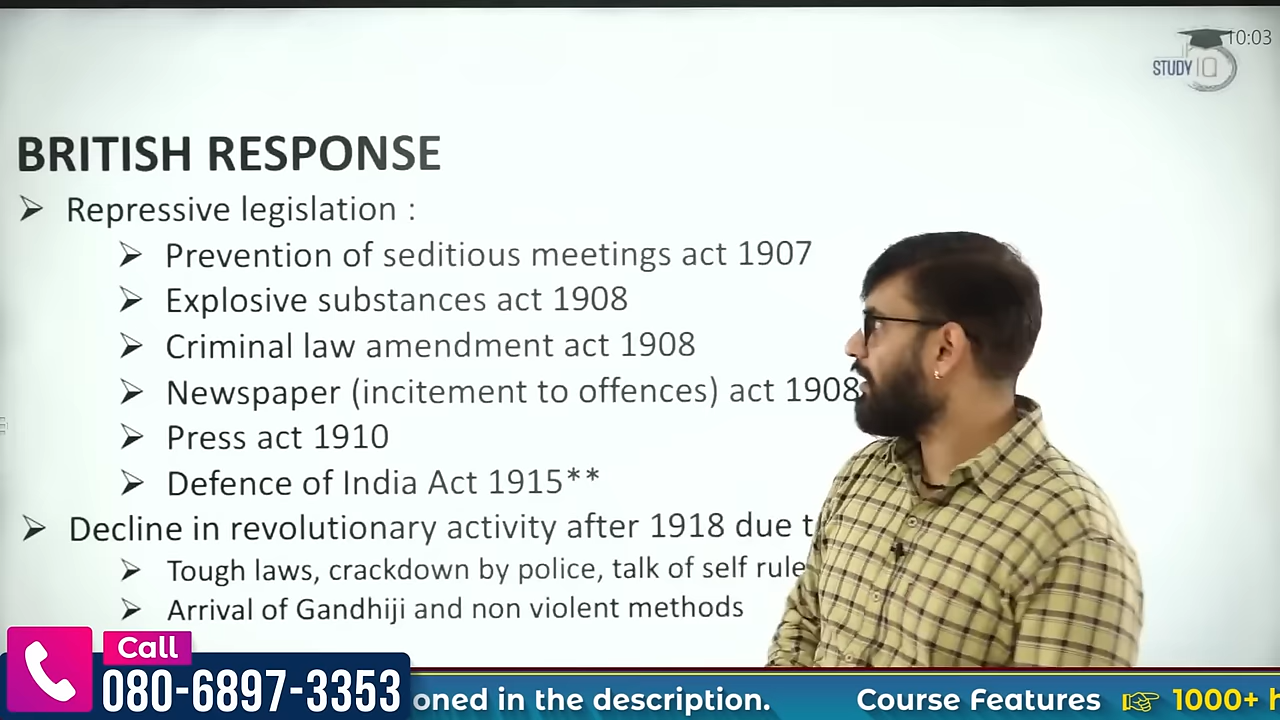 10:03
STUDY IQ
BRITISH RESPONSE
➢ Repressive legislation :
➢ Prevention of seditious meetings act 1907
➢ Explosive substances act 1908
➢ Criminal law amendment act 1908
➢ Newspaper (incitement to offences) act 1908
➢ Press act 1910
➢ Defence of India Act 1915**
➢ Decline in revolutionary activity after 1918 due t
➢ Tough laws, crackdown by police, talk of self rule
➢ Arrival of Gandhiji and non violent methods
Call
080-6897-3353
oned in the description. Course Features 👉 1000+ h